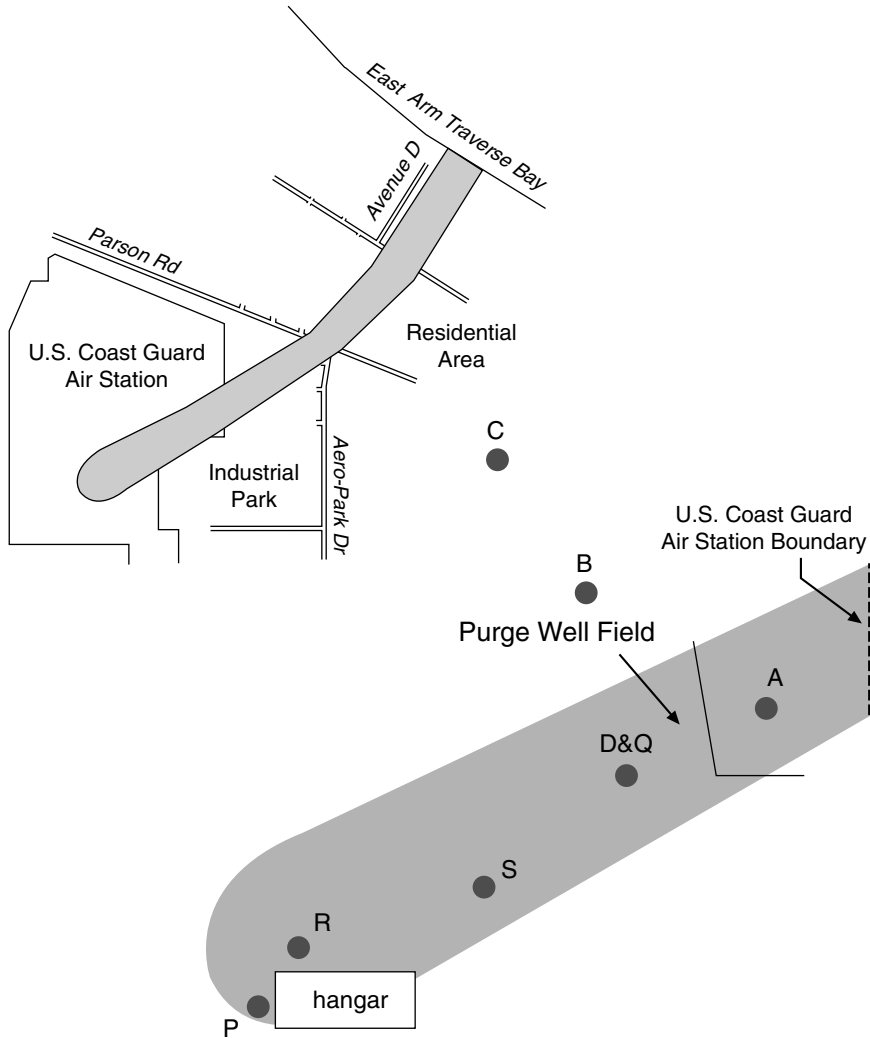 East Arm Traverse Bay
Avenue D
Parson Rd
U.S. Coast Guard
Air Station
Residential
Area
Industrial
Park
Aero-Park Dr
C
U.S. Coast Guard
Air Station Boundary
B
Purge Well Field
A
D&Q
S
R
hangar
P